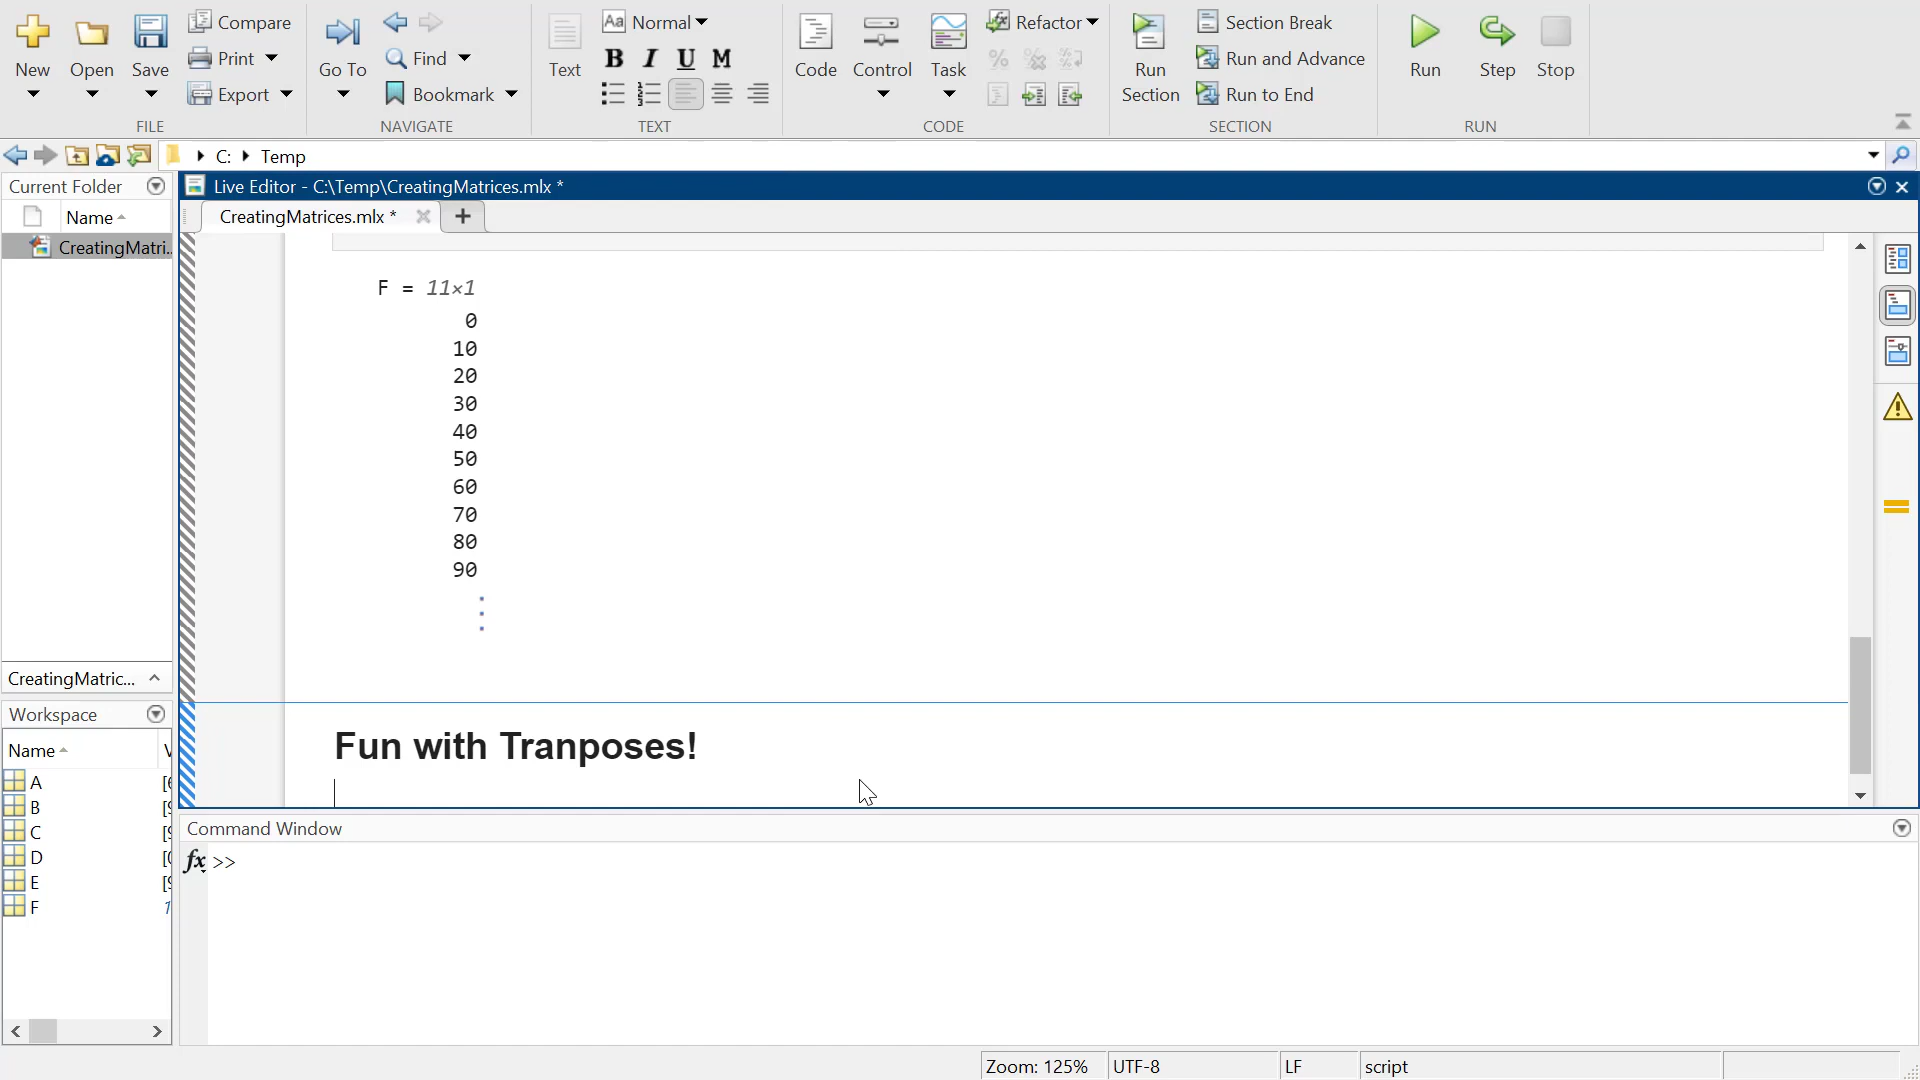 New
Open
Save
Compare
Print
Export
FILE
Go To
Find
Bookmark
NAVIGATE
Text
Aa Normal
B I U M
TEXT
Code
Control
Task
Refactor
CODE
Run Section
Section Break
Run and Advance
Run to End
SECTION
Run
Step
Stop
RUN
C: Temp
Current Folder
Name
CreatingMatri...
CreatingMatric...
Workspace
Name
A
B
C
D
E
F
Live Editor - C:\Temp\CreatingMatrices.mlx *
CreatingMatrices.mlx *
F = 11×1
0
10
20
30
40
50
60
70
80
90
Fun with Tranposes!
Command Window
fx >>
Zoom: 125% UTF-8 LF script